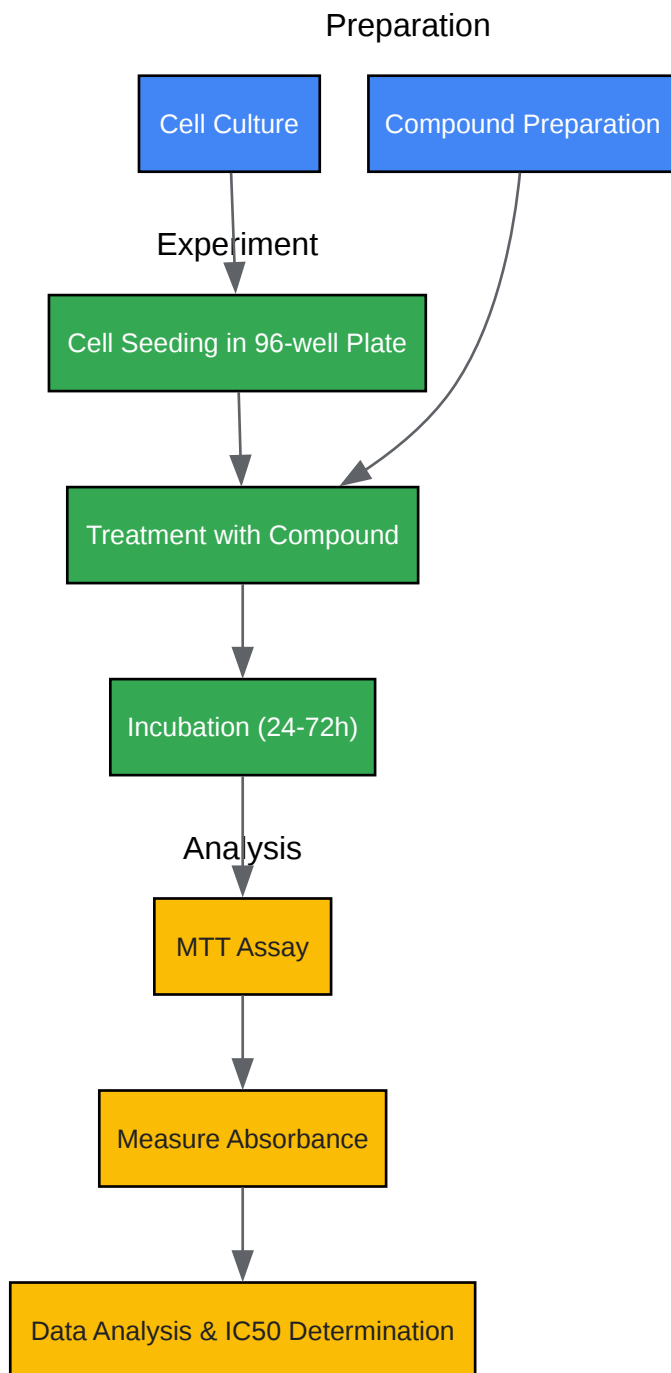 Preparation
Cell Culture
Compound Preparation
Experiment
Cell Seeding in 96-well Plate
Treatment with Compound
Incubation (24-72h)
Analysis
MTT Assay
Measure Absorbance
Data Analysis & IC50 Determination